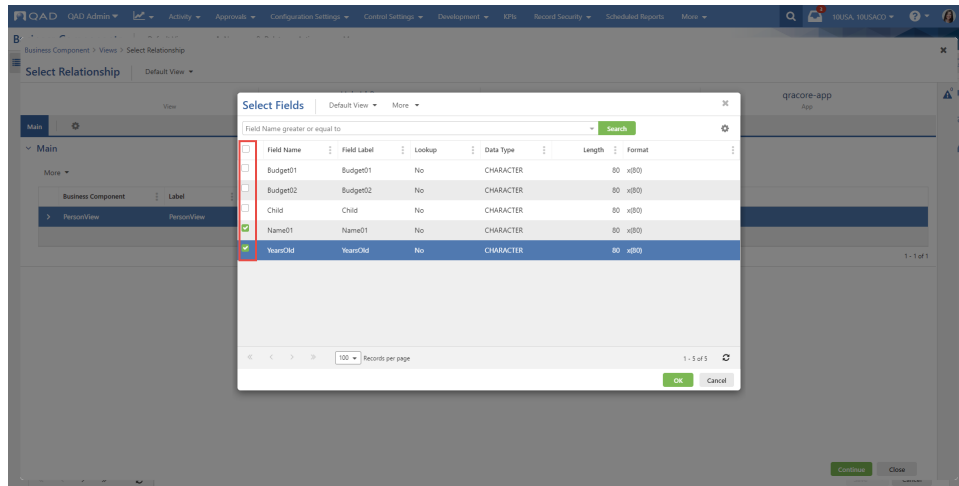 QAD QAD Admin Activity Approvals Configuration Settings Control Settings Development KPIs Record Security Scheduled Reports More 10USA, 10USACO
Business Component > Views > Select Relationship
Select Relationship Default View
View
qracore-app
App
Main
Main
More
Business Component Label
PersonView PersonView
1 - 1 of 1
Select Fields Default View More
Field Name greater or equal to Search
Field Name Field Label Lookup Data Type Length Format
Budget01 Budget01 No CHARACTER 80 x(80)
Budget02 Budget02 No CHARACTER 80 x(80)
Child Child No CHARACTER 80 x(80)
Name01 Name01 No CHARACTER 80 x(80)
YearsOld YearsOld No CHARACTER 80 x(80)
100 Records per page 1 - 5 of 5
OK Cancel
Continue Close